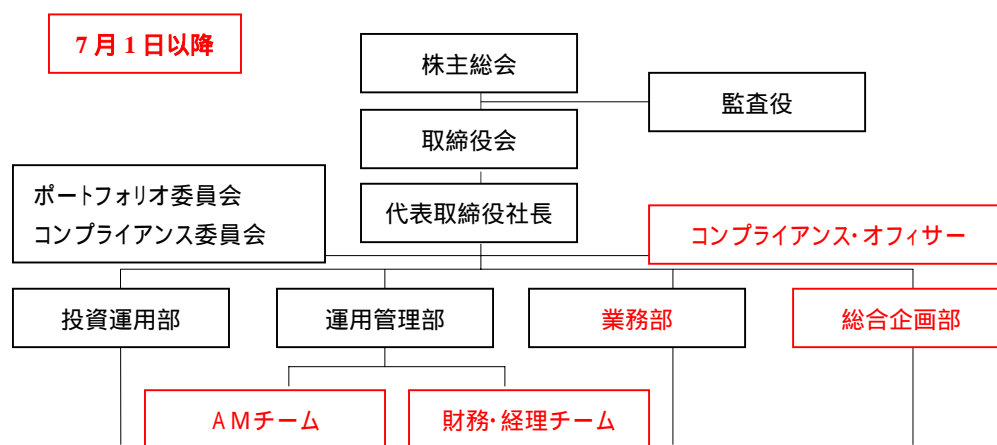 7月1日以降
株主総会
監査役
取締役会
ポートフォリオ委員会
コンプライアンス委員会
代表取締役社長
コンプライアンス・オフィサー
投資運用部
運用管理部
業務部
総合企画部
AMチーム
財務・経理チーム